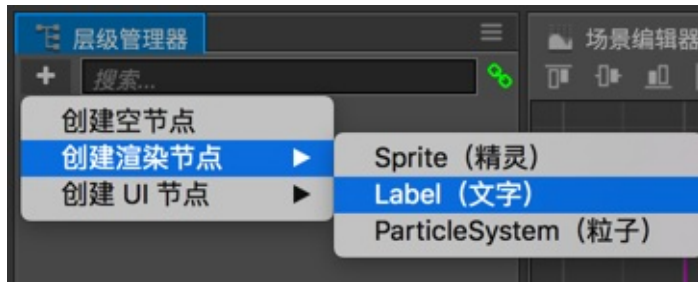 层级管理器
场景编辑器
搜索...
创建空节点
创建渲染节点
创建 UI 节点
Sprite（精灵）
Label（文字）
ParticleSystem（粒子）